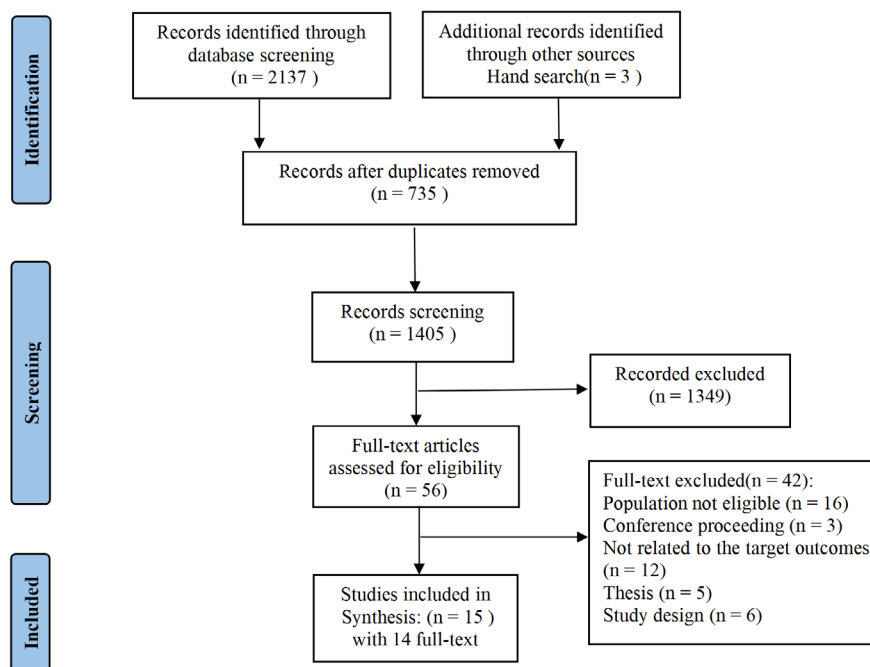 Identification
Records identified through
database screening
(n = 2137 )
Additional records identified
through other sources
Hand search(n = 3 )
Records after duplicates removed
(n = 735 )
Screening
Records screening
(n = 1405 )
Recorded excluded
(n = 1349)
Full-text articles
assessed for eligibility
(n = 56)
Full-text excluded(n = 42):
Population not eligible (n = 16)
Conference proceeding (n = 3)
Not related to the target outcomes
(n = 12)
Thesis (n = 5)
Study design (n = 6)
Included
Studies included in
Synthesis: (n = 15 )
with 14 full-text